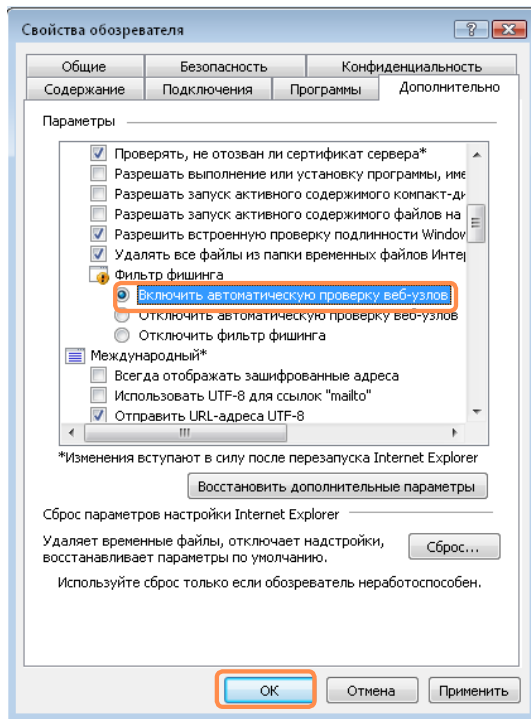 Свойства обозревателя
Общие Безопасность Конфиденциальность
Содержание Подключения Программы Дополнительно
Параметры
Проверять, не отозван ли сертификат сервера*
Разрешать выполнение или установку программы, име
Разрешать запуск активного содержимого компакт-ди
Разрешать запуск активного содержимого файлов на
Разрешить встроенную проверку подлинности Window
Удалять все файлы из папки временных файлов Интер
Фильтр фишинга
Включить автоматическую проверку веб-узлов
Отключить автоматическую проверку веб-узлов
Отключить фильтр фишинга
Международный*
Всегда отображать зашифрованные адреса
Использовать UTF-8 для ссылок "mailto"
Отправить URL-адреса UTF-8
*Изменения вступают в силу после перезапуска Internet Explorer
Восстановить дополнительные параметры
Сброс параметров настройки Internet Explorer
Удаляет временные файлы, отключает надстройки,
восстанавливает параметры по умолчанию.
Сброс...
Используйте сброс только если обозреватель неработоспособен.
ОК Отмена Применить